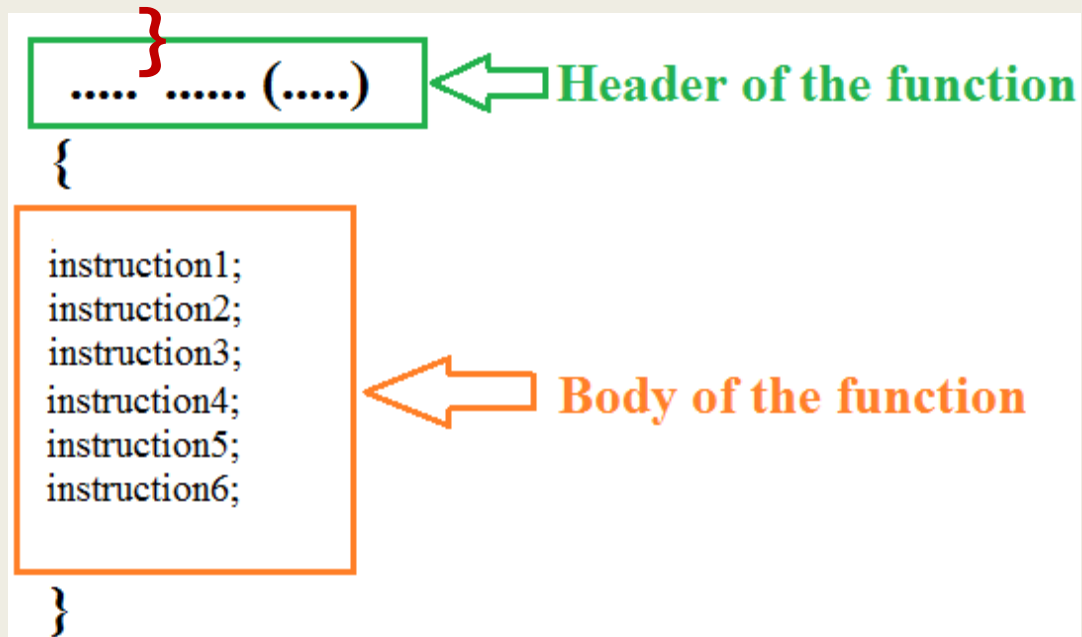 }
..... ...... (.....)
Header of the function
{
instruction1;
instruction2;
instruction3;
instruction4;
instruction5;
instruction6;
Body of the function
}